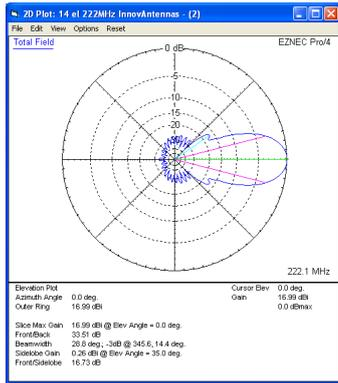 2D Plot: 14 el 222MHz InnovAntennas - (2)
File Edit View Options Reset
Total Field
EZNEC Pro/4
0 dB
-5
-10
-15
-20
222.1 MHz
Elevation Plot
Cursor Elev 0.0 deg.
Azimuth Angle 0.0 deg.
Gain 16.99 dBi
Outer Ring 16.99 dBi
0.0 dBmax
Slice Max Gain 16.99 dBi @ Elev Angle = 0.0 deg.
Front/Back 33.51 dB
Beamwidth 28.8 deg.; -3dB @ 345.6, 14.4 deg.
Sidelobe Gain 0.26 dBi @ Elev Angle = 35.0 deg.
Front/Sidelobe 16.73 dB